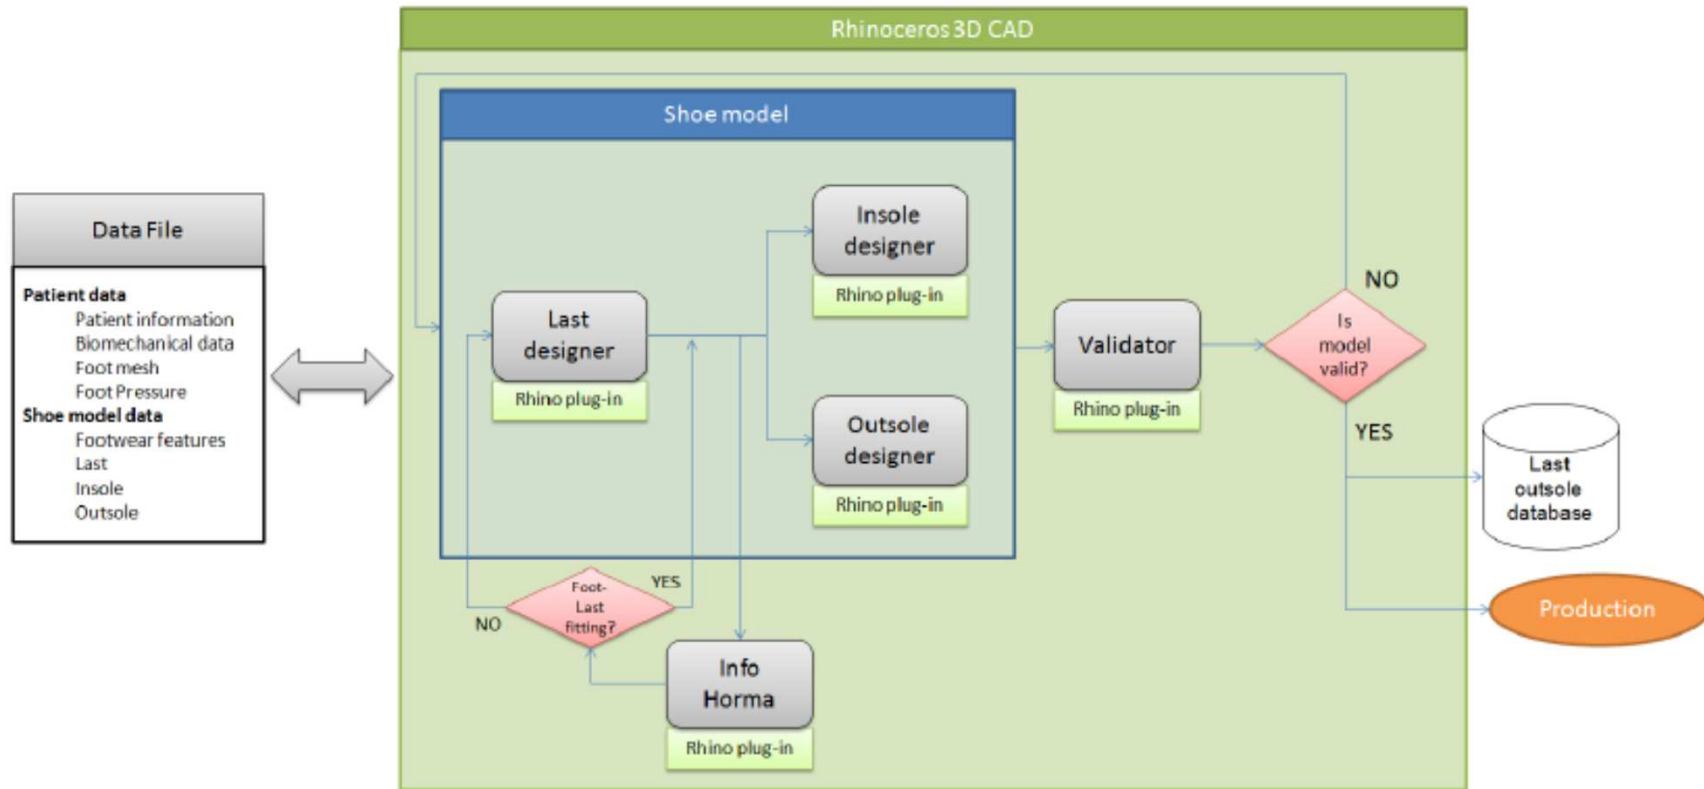 Rhinoceros 3D CAD
Shoe model
Data File
Patient data
Patient information
Biomechanical data
Foot mesh
Foot Pressure
Shoe model data
Footwear features
Last
Insole
Outsole
Insole
designer
Rhino plug-in
Last
designer
Rhino plug-in
Outsole
designer
Rhino plug-in
Validator
Rhino plug-in
Is
model
valid?
NO
YES
Last
outsole
database
Production
Foot-
Last
fitting?
YES
NO
Info
Horma
Rhino plug-in